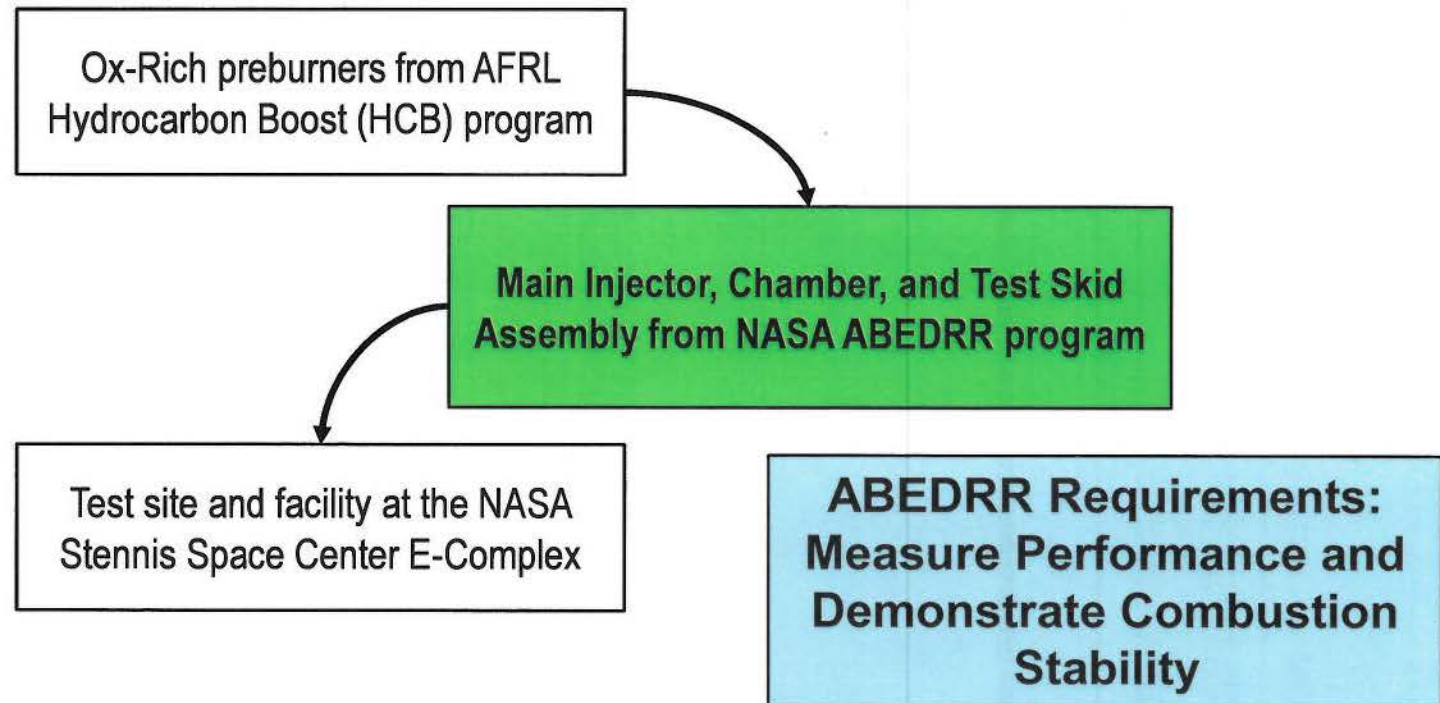 Ox-Rich preburners from AFRL
Hydrocarbon Boost (HCB) program
Main Injector, Chamber, and Test Skid
Assembly from NASA ABEDRR program
Test site and facility at the NASA
Stennis Space Center E-Complex
ABEDRR Requirements:
Measure Performance and
Demonstrate Combustion
Stability